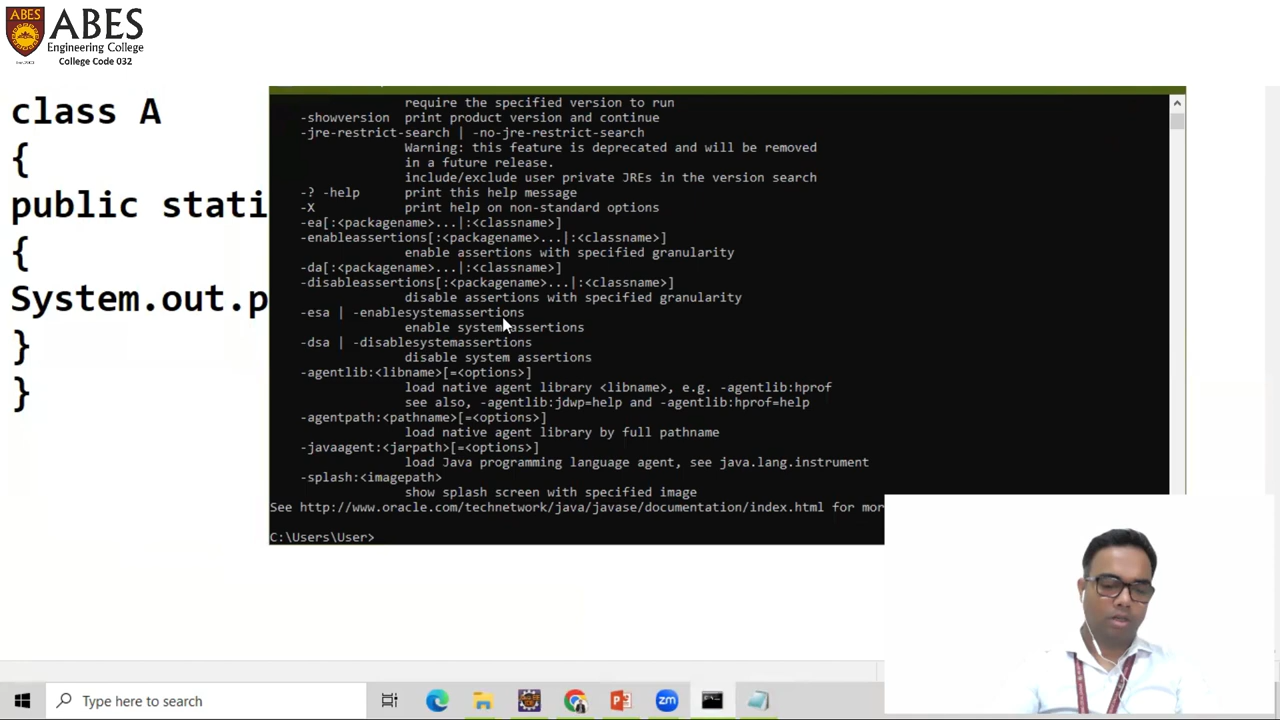 ABES
ABES
Engineering College
College Code 032
class A
{
public stati
{
System.out.p
}
}
require the specified version to run
-showversion print product version and continue
-jre-restrict-search | -no-jre-restrict-search
Warning: this feature is deprecated and will be removed
in a future release.
include/exclude user private JREs in the version search
-? -help print this help message
-X print help on non-standard options
-ea[:<packagename>...|:<classname>]
-enableassertions[:<packagename>...|:<classname>]
enable assertions with specified granularity
-da[:<packagename>...|:<classname>]
-disableassertions[:<packagename>...|:<classname>]
disable assertions with specified granularity
-esa | -enablesystemassertions
enable system assertions
-dsa | -disablesystemassertions
disable system assertions
-agentlib:<libname>[=<options>]
load native agent library <libname>, e.g. -agentlib:hprof
see also, -agentlib:jdwp=help and -agentlib:hprof=help
-agentpath:<pathname>[=<options>]
load native agent library by full pathname
-javaagent:<jarpath>[=<options>]
load Java programming language agent, see java.lang.instrument
-splash:<imagepath>
show splash screen with specified image
See http://www.oracle.com/technetwork/java/javase/documentation/index.html for mor
C:\Users\User>
Type here to search
zm